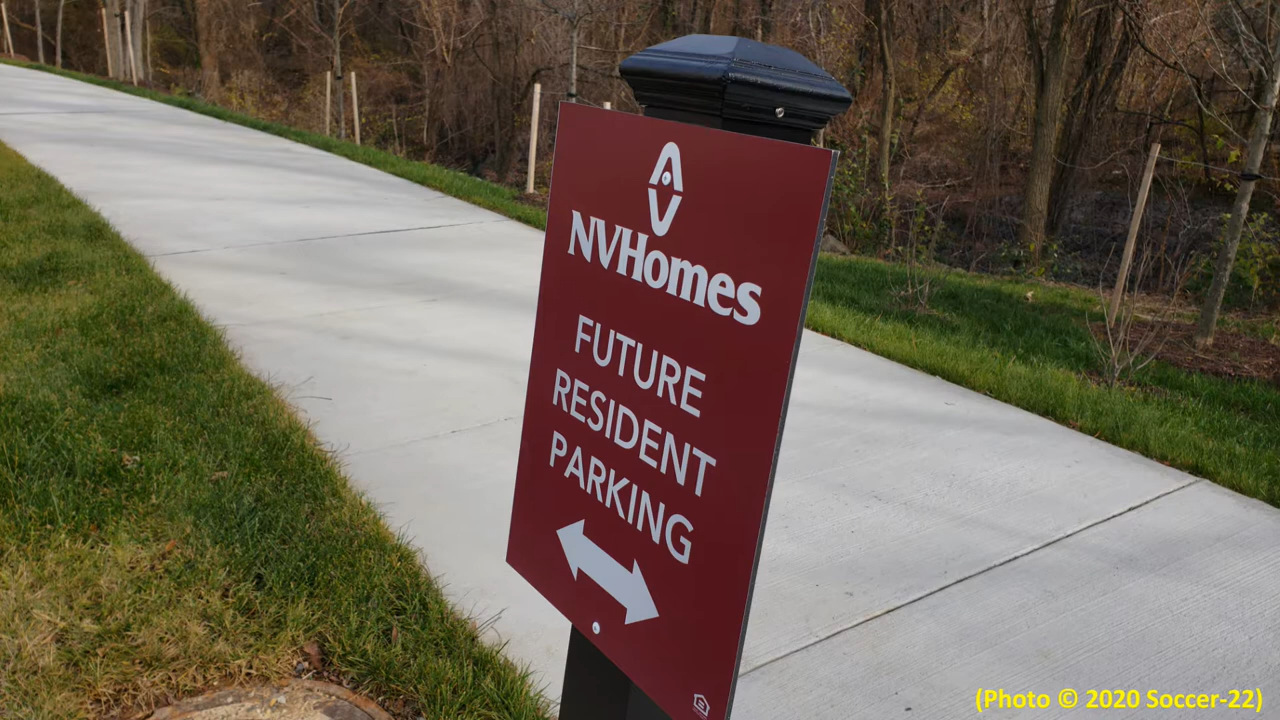 NVHomes
FUTURE
RESIDENT
PARKING
(Photo © 2020 Soccer-22)